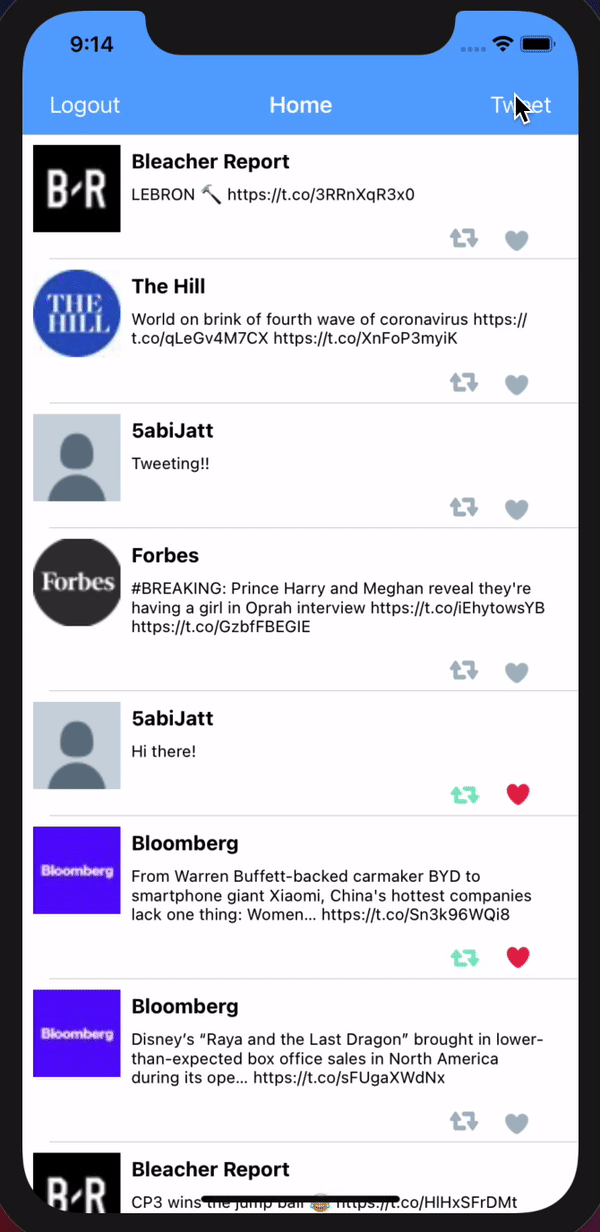 9:14
Logout Home Tweet
B/R
Bleacher Report
LEBRON 🔨 https://t.co/3RRnXqR3x0
THE
HILL
The Hill
World on brink of fourth wave of coronavirus https://
t.co/qLeGv4M7CX https://t.co/XnFoP3myiK
5abiJatt
Tweeting!!
Forbes
Forbes
#BREAKING: Prince Harry and Meghan reveal they're
having a girl in Oprah interview https://t.co/iEhytowsYB
https://t.co/GzbfFBEGIE
5abiJatt
Hi there!
Bloomberg
Bloomberg
From Warren Buffett-backed carmaker BYD to
smartphone giant Xiaomi, China's hottest companies
lack one thing: Women... https://t.co/Sn3k96WQi8
Bloomberg
Bloomberg
Disney’s “Raya and the Last Dragon” brought in lower-
than-expected box office sales in North America
during its ope... https://t.co/sFUgaXWdNx
B/R
Bleacher Report
CP3 wins the jump ball 😂 https://t.co/HlHxSFrDMt